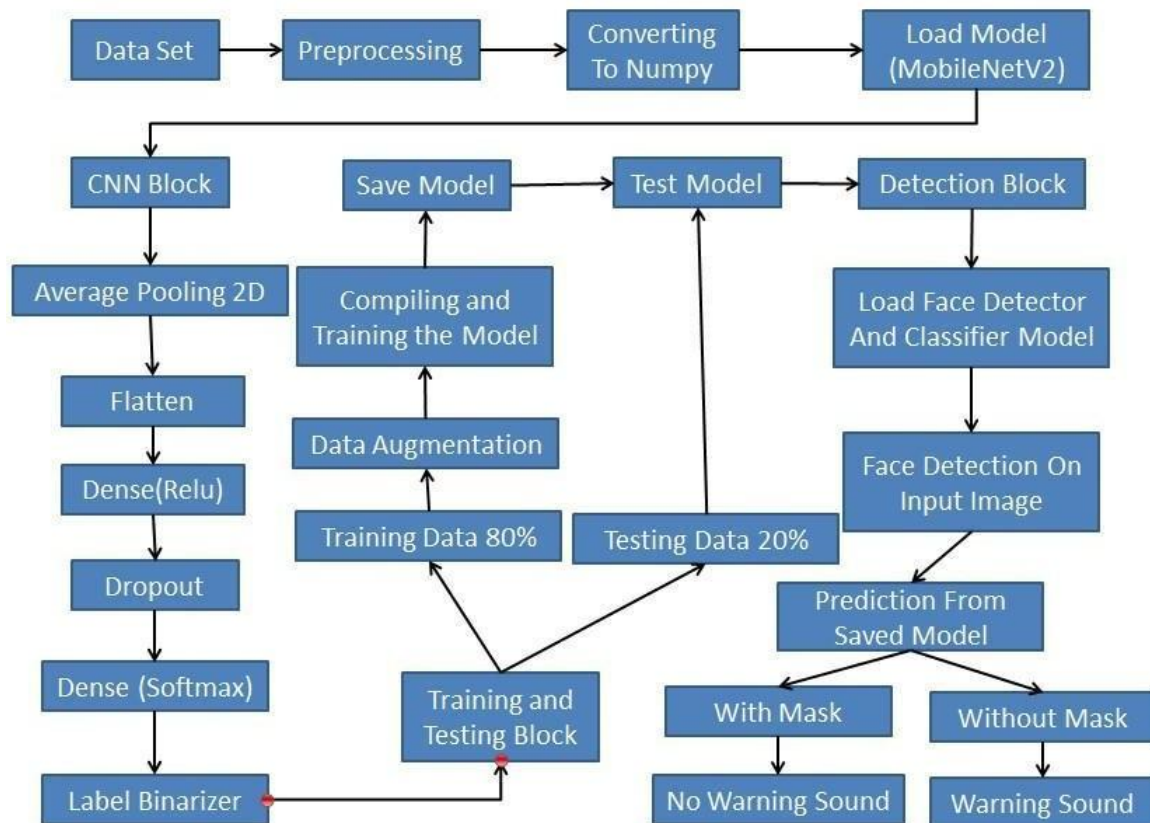 Data Set
Preprocessing
Converting
To Numpy
Load Model
(MobileNetV2)
CNN Block
Average Pooling 2D
Flatten
Dense(Relu)
Dropout
Dense (Softmax)
Label Binarizer
Training and
Testing Block
Training Data 80%
Data Augmentation
Compiling and
Training the Model
Save Model
Testing Data 20%
Test Model
Detection Block
Load Face Detector
And Classifier Model
Face Detection On
Input Image
Prediction From
Saved Model
With Mask
No Warning Sound
Without Mask
Warning Sound